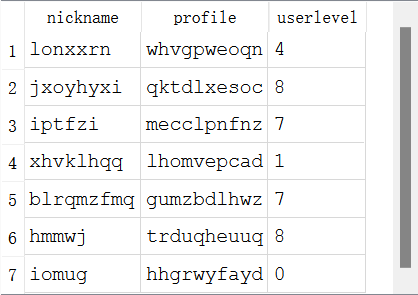 nickname profile userlevel
1 lonxxrn whvgpweoqn 4
2 jxoyhyxi qktdlxesoc 8
3 iptfzi mecclpnfnz 7
4 xhvklhqq lhomvepcad 1
5 blrqmzfmq gumzbdlhwz 7
6 hmmwj trduqheuuq 8
7 iomug hhgrwyfayd 0